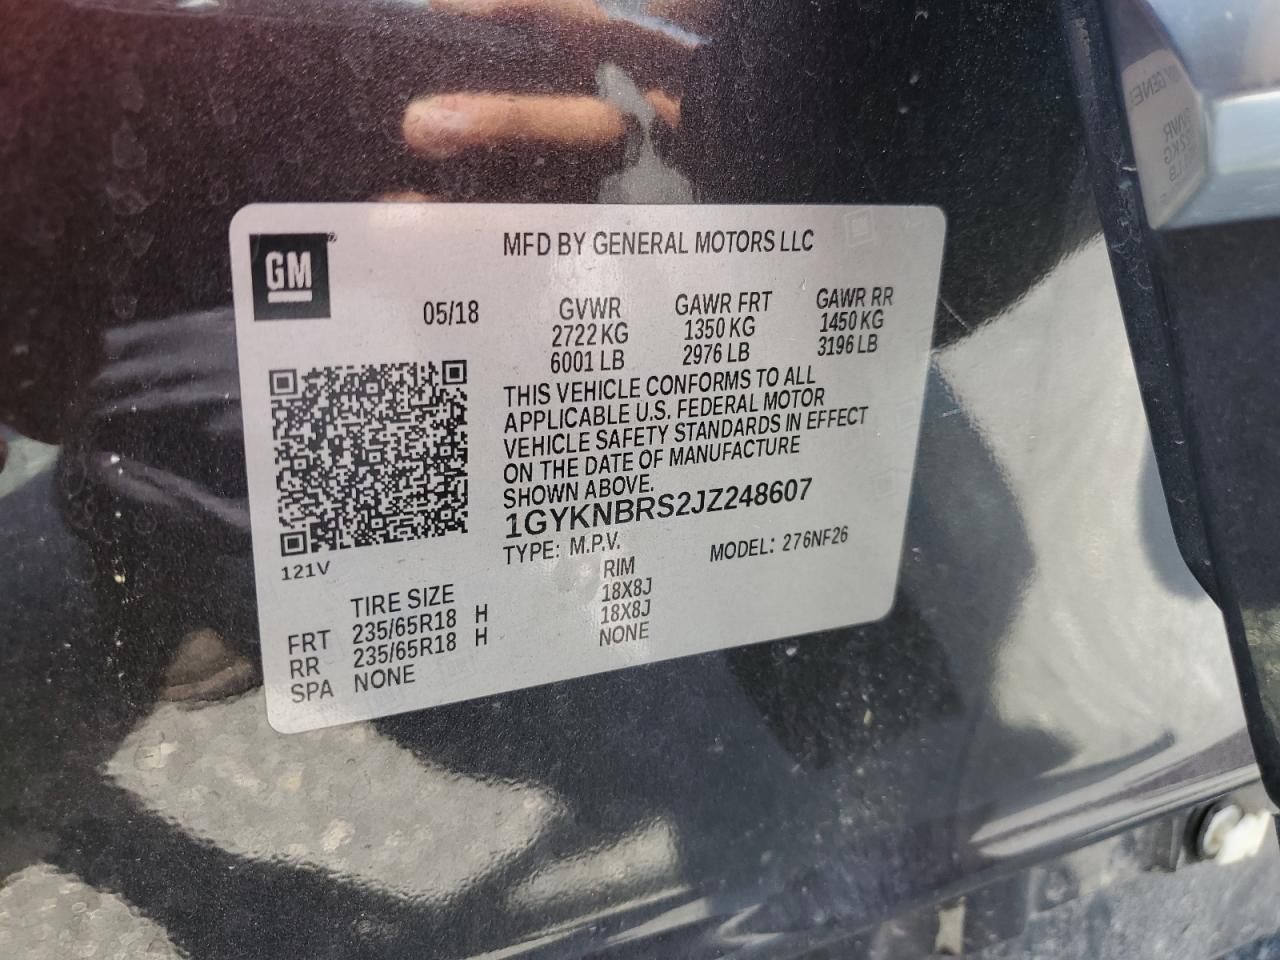 GM ®
MFD BY GENERAL MOTORS LLC
05/18
GVWR GAWR FRT GAWR RR
2722 KG 1350 KG 1450 KG
6001 LB 2976 LB 3196 LB
THIS VEHICLE CONFORMS TO ALL
APPLICABLE U.S. FEDERAL MOTOR
VEHICLE SAFETY STANDARDS IN EFFECT
ON THE DATE OF MANUFACTURE
SHOWN ABOVE.
1GYKNBRS2JZ248607
TYPE: M.P.V. MODEL: 276NF26
121V
TIRE SIZE RIM
FRT 235/65R18 H 18X8J
RR 235/65R18 H 18X8J
SPA NONE NONE